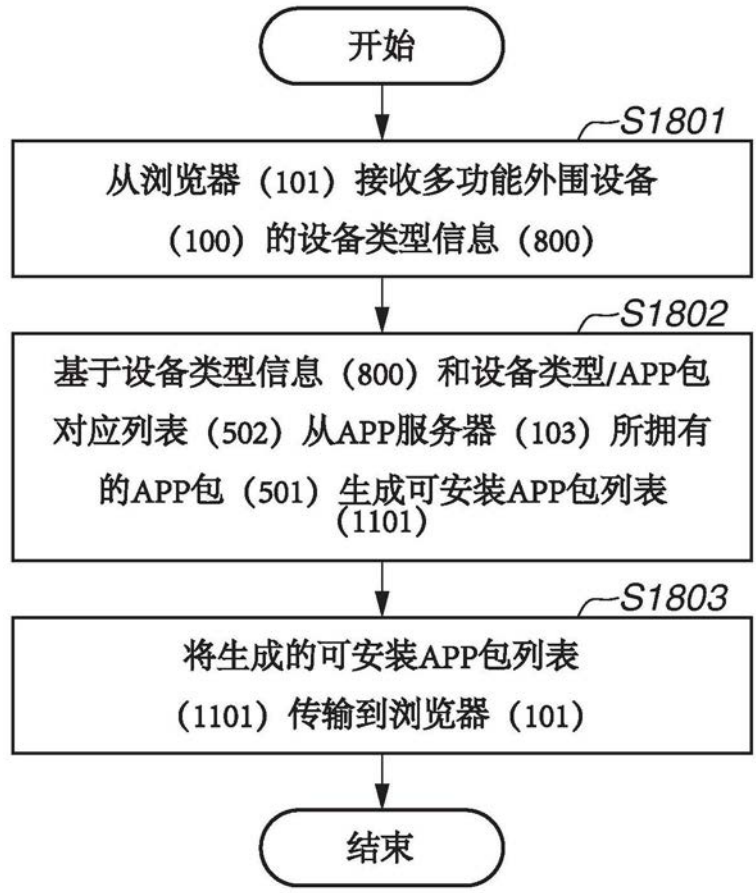 开始
S1801
从浏览器（101）接收多功能外围设备
（100）的设备类型信息（800）
S1802
基于设备类型信息（800）和设备类型/APP包
对应列表（502）从APP服务器（103）所拥有
的APP包（501）生成可安装APP包列表
（1101）
S1803
将生成的可安装APP包列表
（1101）传输到浏览器（101）
结束